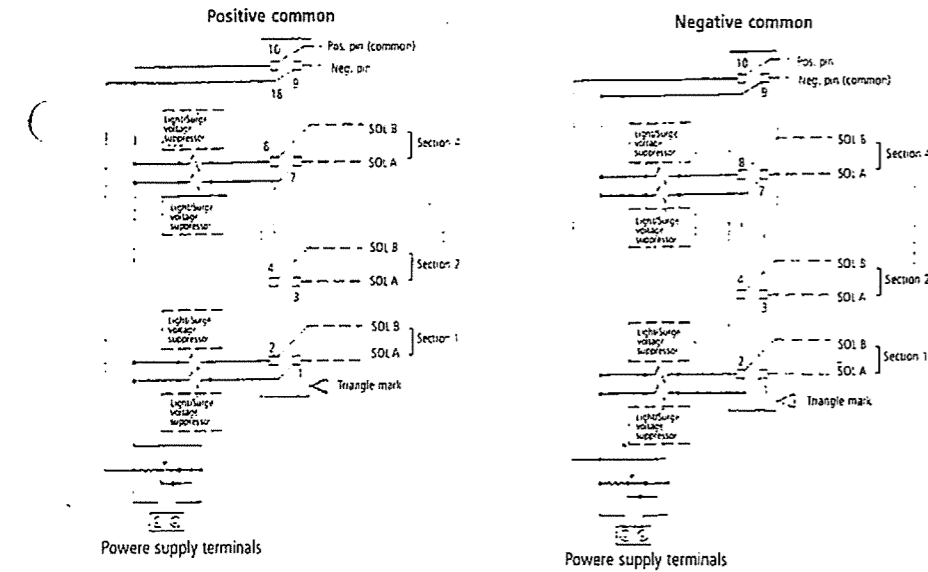 Positive common
10
Pos. pin (common)
Neg. pin
9
18
Light/Surge
voltage
suppressor
SOL B
6
Section 4
SOL A
7
Light/Surge
voltage
suppressor
SOL B
4
Section 2
SOL A
3
Light/Surge
voltage
suppressor
SOL B
2
Section 1
SOL A
Triangle mark
Light/Surge
voltage
suppressor
Powere supply terminals
Negative common
10
Pos. pin
Neg. pin (common)
9
Light/Surge
voltage
suppressor
SOL B
8
Section 4
SOL A
7
Light/Surge
voltage
suppressor
SOL B
4
Section 2
SOL A
3
Light/Surge
voltage
suppressor
SOL B
2
Section 1
SOL A
Triangle mark
Light/Surge
voltage
suppressor
Powere supply terminals